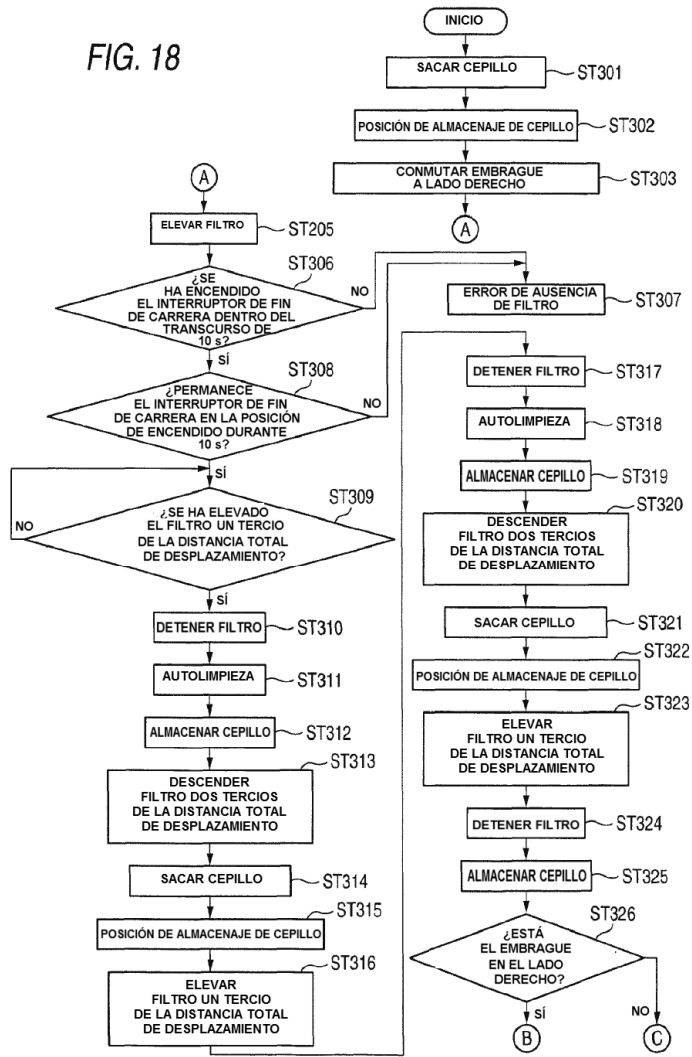 FIG. 18
INICIO
SACAR CEPILLO
ST301
POSICIÓN DE ALMACENAJE DE CEPILLO
ST302
CONMUTAR EMBRAGUE
A LADO DERECHO
ST303
A
A
ELEVAR FILTRO
ST205
¿SE
HA ENCENDIDO
EL INTERRUPTOR DE FIN
DE CARRERA DENTRO DEL
TRANSCURSO DE
10 s?
ST306
NO
SÍ
ERROR DE AUSENCIA
DE FILTRO
ST307
¿PERMANECE
EL INTERRUPTOR DE FIN
DE CARRERA EN LA POSICIÓN
DE ENCENDIDO DURANTE
10 s?
ST308
NO
SÍ
¿SE HA ELEVADO
EL FILTRO UN TERCIO
DE LA DISTANCIA TOTAL
DE DESPLAZAMIENTO?
ST309
NO
SÍ
DETENER FILTRO
ST310
AUTOLIMPIEZA
ST311
ALMACENAR CEPILLO
ST312
DESCENDER
FILTRO DOS TERCIOS
DE LA DISTANCIA TOTAL
DE DESPLAZAMIENTO
ST313
SACAR CEPILLO
ST314
POSICIÓN DE ALMACENAJE DE CEPILLO
ST315
ELEVAR
FILTRO UN TERCIO
DE LA DISTANCIA TOTAL
DE DESPLAZAMIENTO
ST316
DETENER FILTRO
ST317
AUTOLIMPIEZA
ST318
ALMACENAR CEPILLO
ST319
DESCENDER
FILTRO DOS TERCIOS
DE LA DISTANCIA TOTAL
DE DESPLAZAMIENTO
ST320
SACAR CEPILLO
ST321
POSICIÓN DE ALMACENAJE DE CEPILLO
ST322
ELEVAR
FILTRO UN TERCIO
DE LA DISTANCIA TOTAL
DE DESPLAZAMIENTO
ST323
DETENER FILTRO
ST324
ALMACENAR CEPILLO
ST325
¿ESTÁ
EL EMBRAGUE
EN EL LADO
DERECHO?
ST326
SÍ
NO
B
C